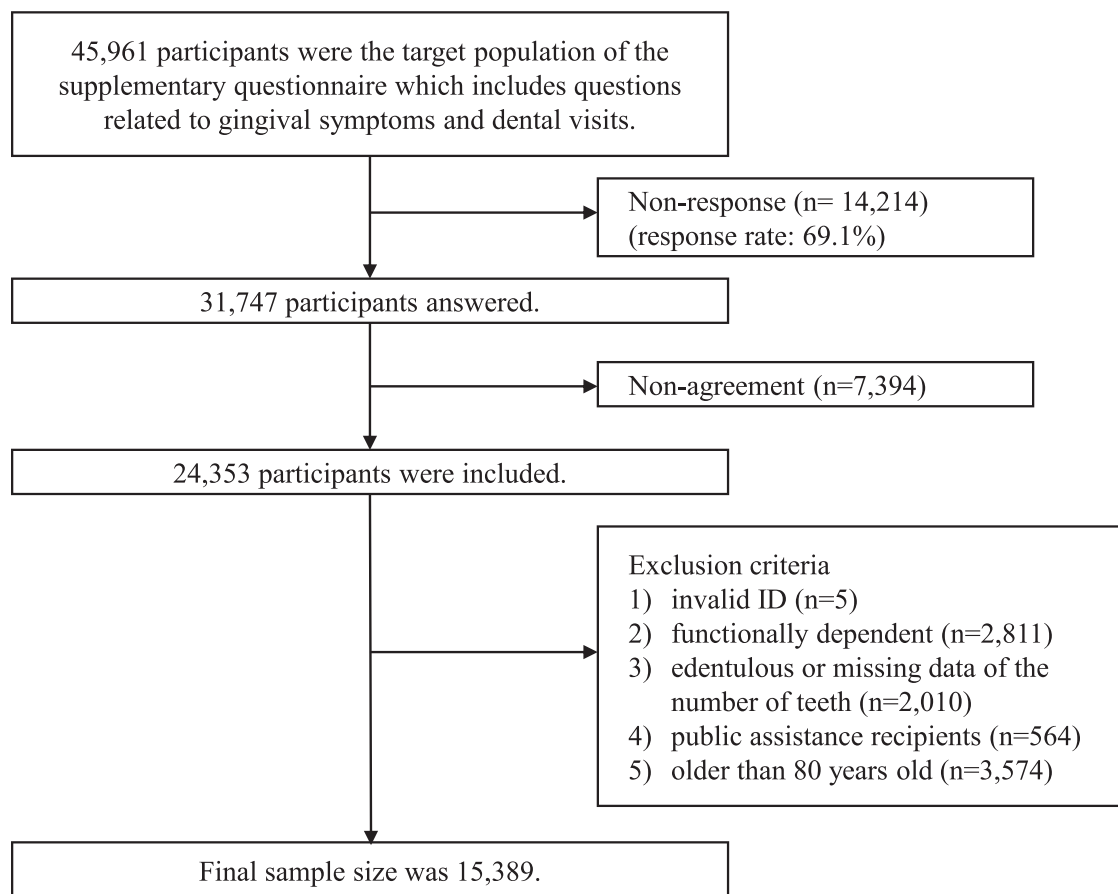 45,961 participants were the target population of the
supplementary questionnaire which includes questions
related to gingival symptoms and dental visits.
Non-response (n= 14,214)
(response rate: 69.1%)
31,747 participants answered.
Non-agreement (n=7,394)
24,353 participants were included.
Exclusion criteria
1) invalid ID (n=5)
2) functionally dependent (n=2,811)
3) edentulous or missing data of the
number of teeth (n=2,010)
4) public assistance recipients (n=564)
5) older than 80 years old (n=3,574)
Final sample size was 15,389.